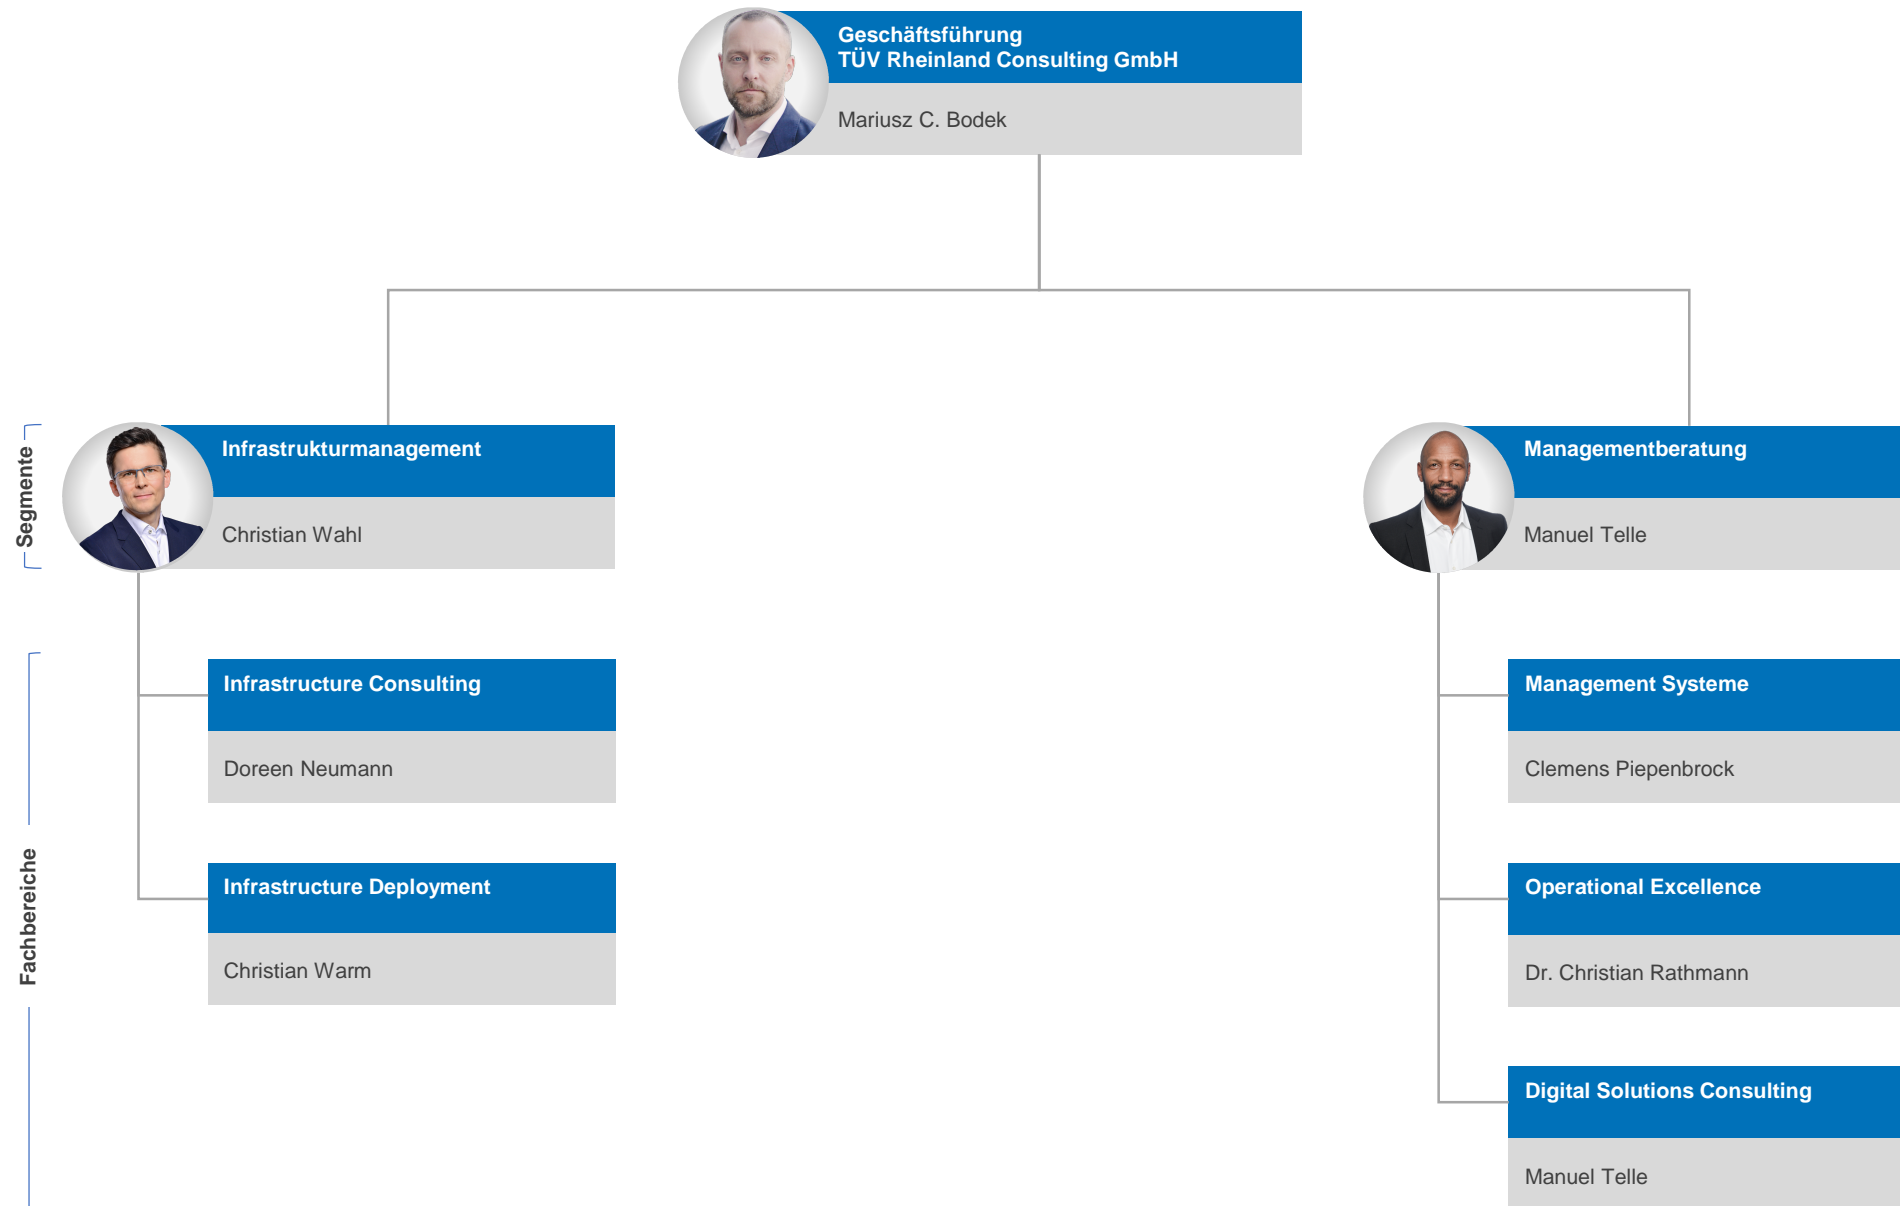 Geschäftsführung
TÜV Rheinland Consulting GmbH
Mariusz C. Bodek
Segmente
Infrastrukturmanagement
Christian Wahl
Managementberatung
Manuel Telle
Fachbereiche
Infrastructure Consulting
Doreen Neumann
Infrastructure Deployment
Christian Warm
Management Systeme
Clemens Piepenbrock
Operational Excellence
Dr. Christian Rathmann
Digital Solutions Consulting
Manuel Telle